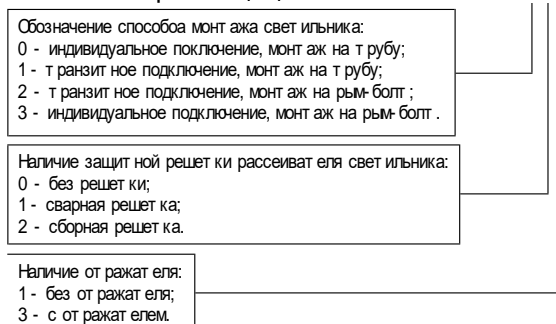 Обозначение способоа монтажа светильника:
0 - индивидуальное поключение, монтаж на трубу;
1 - транзитное подключение, монтаж на трубу;
2 - транзитное подключение, монтаж на рым-болт;
3 - индивидуальное подключение, монтаж на рым-болт.
Наличие защитной решетки рассеивателя светильника:
0 - без решетки;
1 - сварная решетка;
2 - сборная решетка.
Наличие отражателя:
1 - без отражателя;
3 - с отражателем.